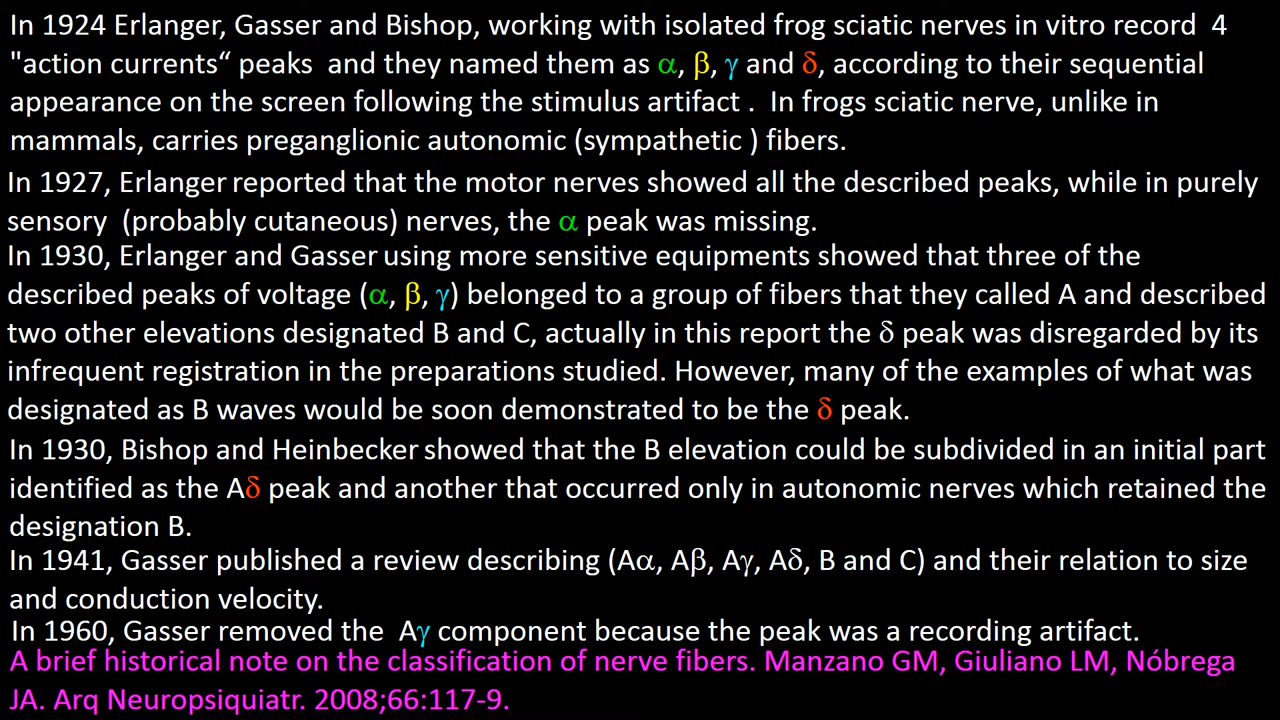 In 1924 Erlanger, Gasser and Bishop, working with isolated frog sciatic nerves in vitro record  4
"action currents“ peaks  and they named them as α, β, γ and δ, according to their sequential
appearance on the screen following the stimulus artifact .  In frogs sciatic nerve, unlike in
mammals, carries preganglionic autonomic (sympathetic ) fibers.
In 1927, Erlanger reported that the motor nerves showed all the described peaks, while in purely
sensory  (probably cutaneous) nerves, the α peak was missing.
In 1930, Erlanger and Gasser using more sensitive equipments showed that three of the
described peaks of voltage (α, β, γ) belonged to a group of fibers that they called A and described
two other elevations designated B and C, actually in this report the δ peak was disregarded by its
infrequent registration in the preparations studied. However, many of the examples of what was
designated as B waves would be soon demonstrated to be the δ peak.
In 1930, Bishop and Heinbecker showed that the B elevation could be subdivided in an initial part
identified as the Aδ peak and another that occurred only in autonomic nerves which retained the
designation B.
In 1941, Gasser published a review describing (Aα, Aβ, Aγ, Aδ, B and C) and their relation to size
and conduction velocity.
In 1960, Gasser removed the  Aγ component because the peak was a recording artifact.
A brief historical note on the classification of nerve fibers. Manzano GM, Giuliano LM, Nóbrega
JA. Arq Neuropsiquiatr. 2008;66:117-9.